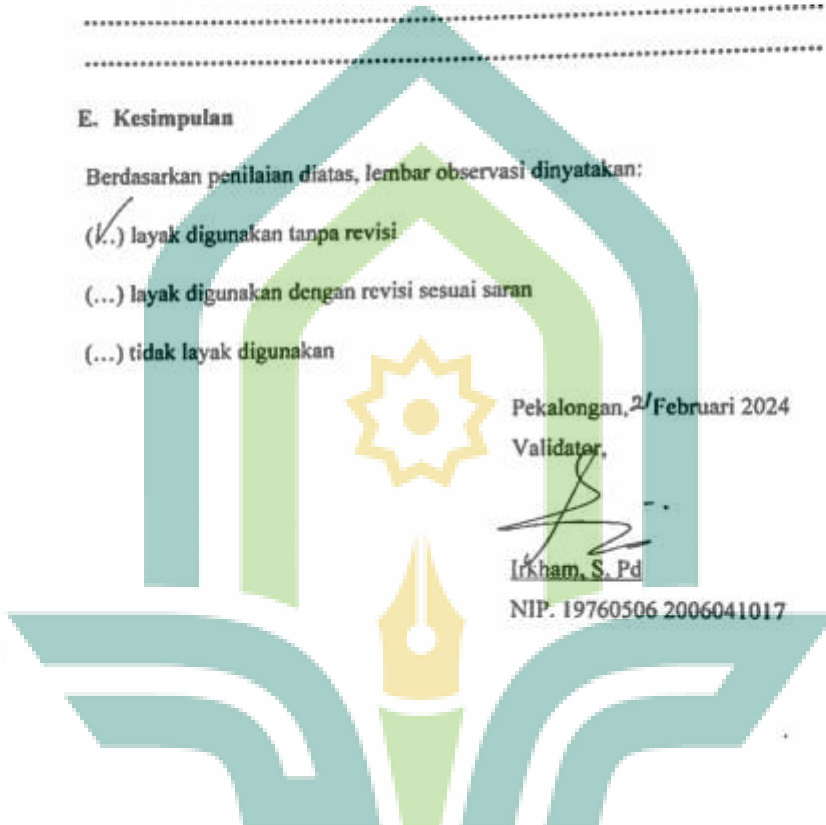 E. Kesimpulan
Berdasarkan penilaian diatas, lembar observasi dinyatakan:
(...) layak digunakan tanpa revisi
(...) layak digunakan dengan revisi sesuai saran
(...) tidak layak digunakan
Pekalongan, 21 Februari 2024
Validator,
Irkham, S. Pd
NIP. 19760506 2006041017